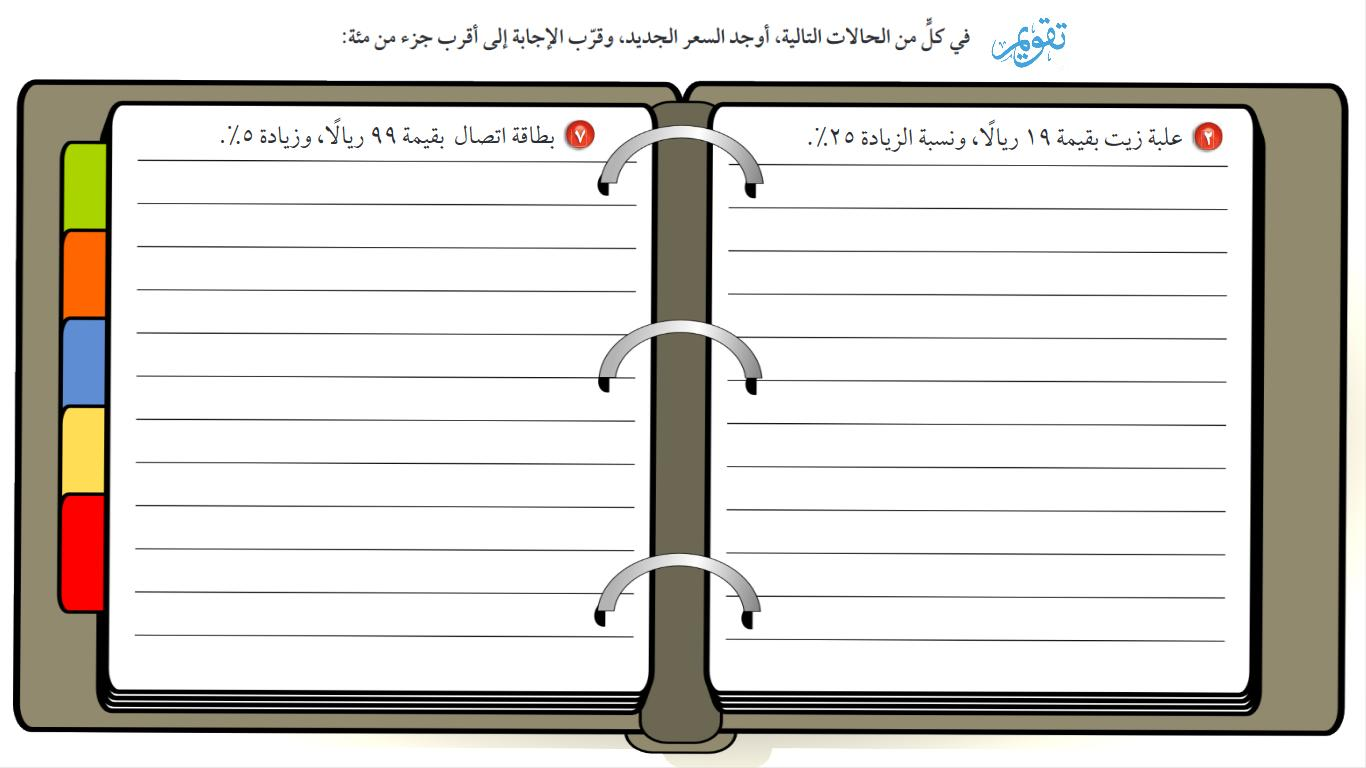 تقويم في كلٍّ من الحالات التالية، أوجد السعر الجديد، وقرّب الإجابة إلى أقرب جزء من مئة:
٢ علبة زيت بقيمة ١٩ ريالًا، ونسبة الزيادة ٢٥٪.
٧ بطاقة اتصال بقيمة ٩٩ ريالًا، وزيادة ٥٪.